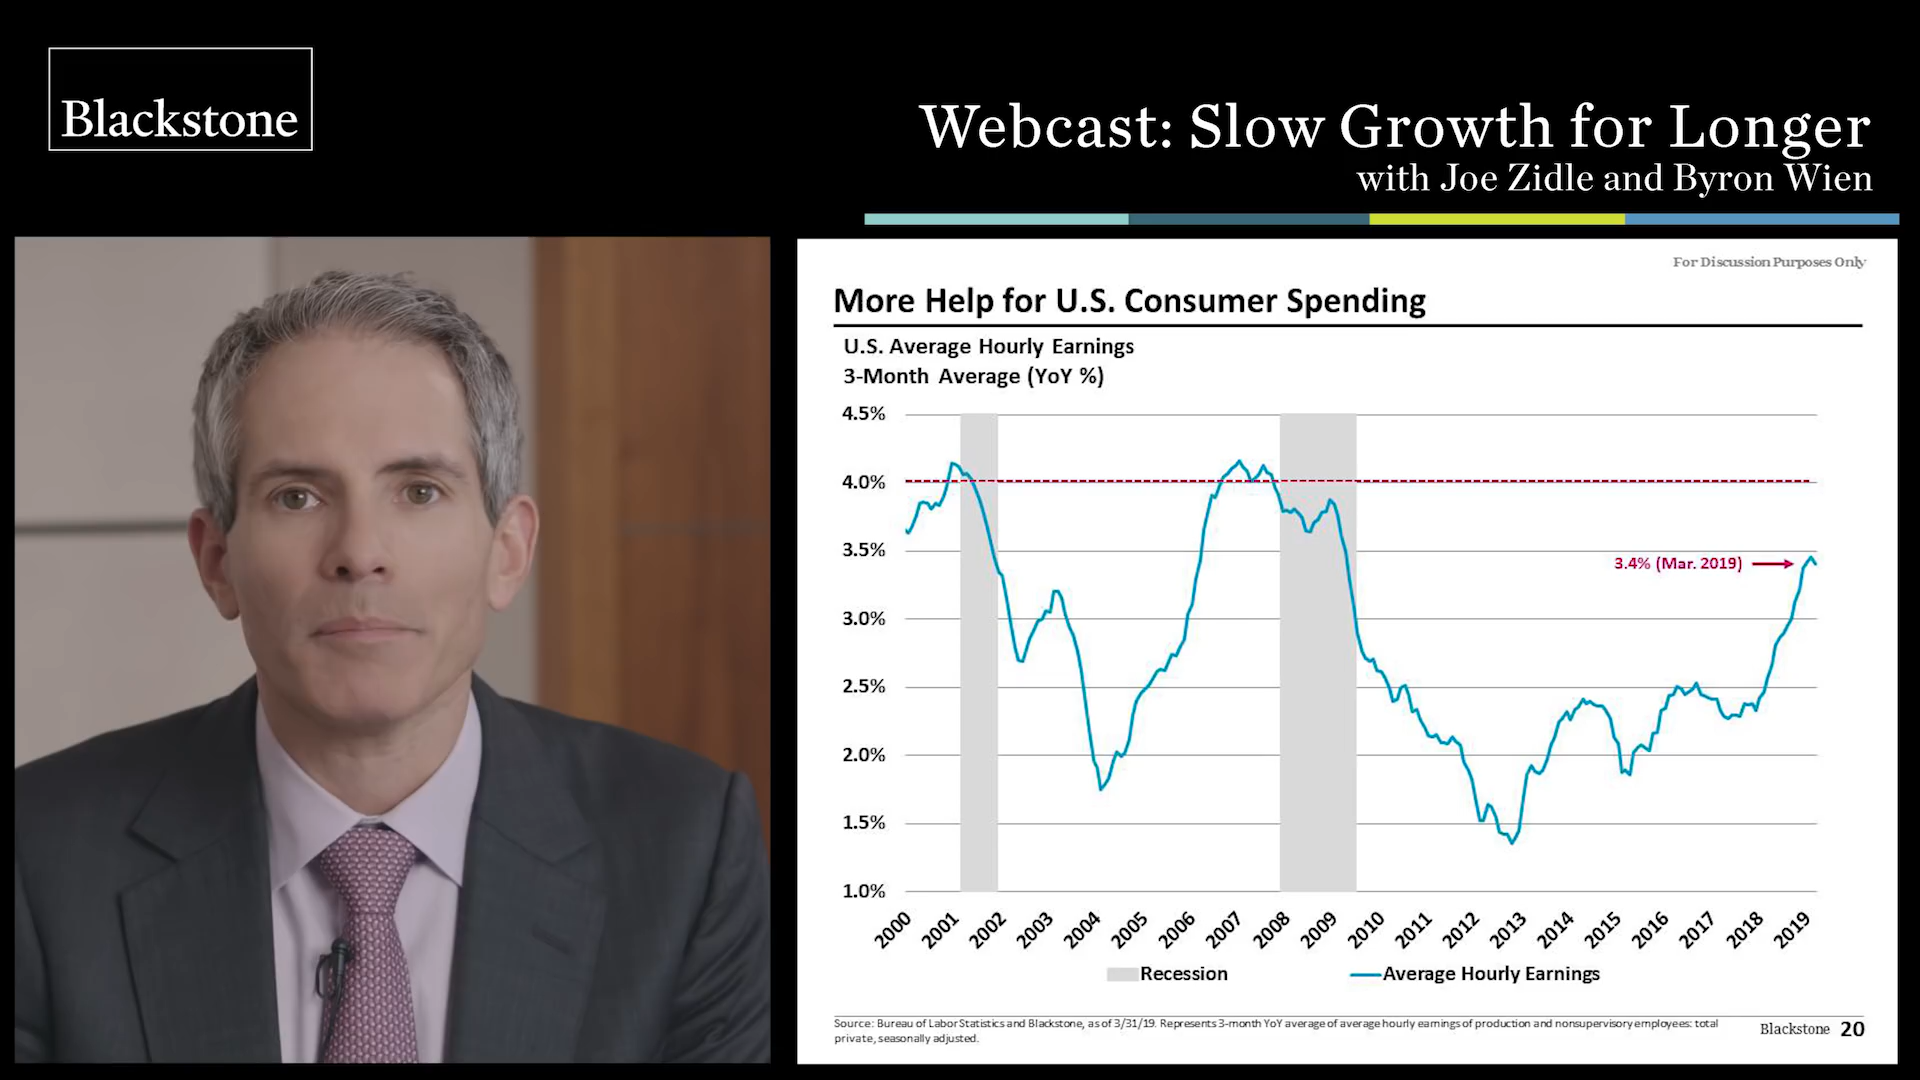 Blackstone
Webcast: Slow Growth for Longer
with Joe Zidle and Byron Wien
For Discussion Purposes Only
More Help for U.S. Consumer Spending
U.S. Average Hourly Earnings
3-Month Average (YoY %)
4.5%
4.0%
3.5%
3.4% (Mar. 2019)
3.0%
2.5%
2.0%
1.5%
1.0%
2000 2001 2002 2003 2004 2005 2006 2007 2008 2009 2010 2011 2012 2013 2014 2015 2016 2017 2018 2019
Recession Average Hourly Earnings
Source: Bureau of Labor Statistics and Blackstone, as of 3/31/19. Represents 3-month YoY average of average hourly earnings of production and nonsupervisory employees: total
private, seasonally adjusted.
Blackstone 20